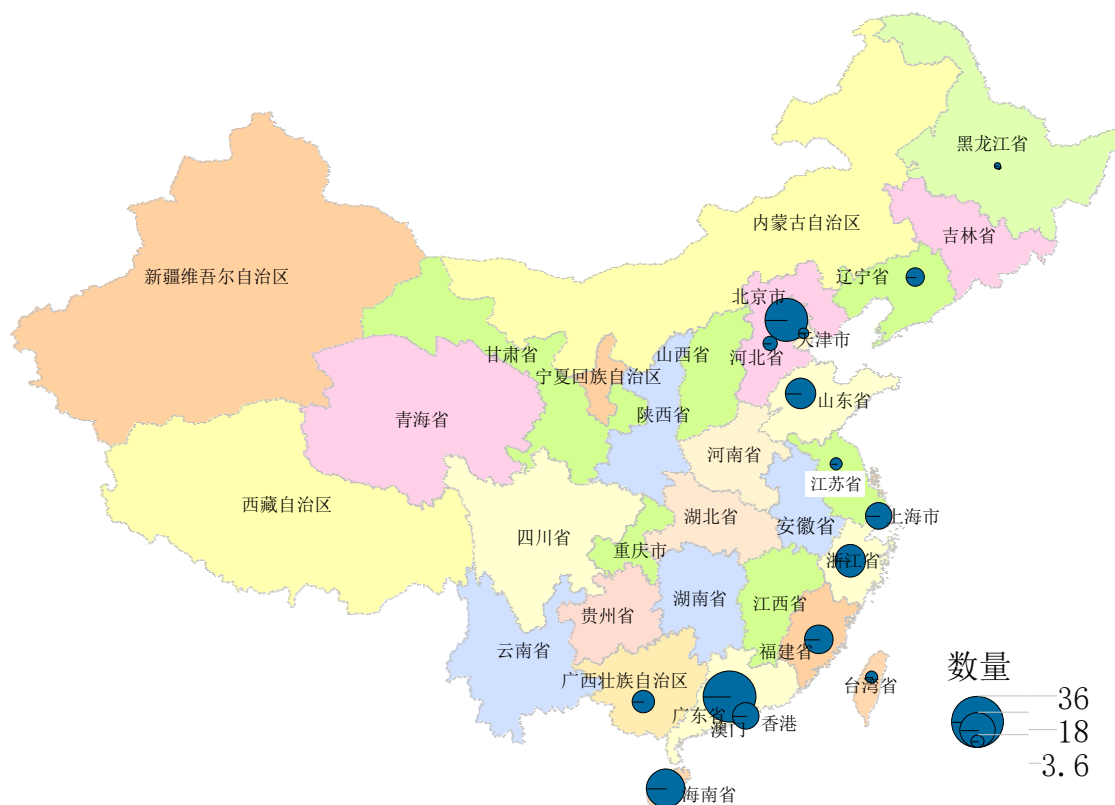 黑龙江省
内蒙古自治区
吉林省
新疆维吾尔自治区
辽宁省
北京市
天津市
河北省
山西省
甘肃省
宁夏回族自治区
山东省
青海省
陕西省
河南省
江苏省
西藏自治区
上海市
湖北省
安徽省
四川省
重庆市
浙江省
湖南省
江西省
贵州省
云南省
福建省
广西壮族自治区
台湾省
广东省
香港
澳门
海南省
数量
36
18
3.6